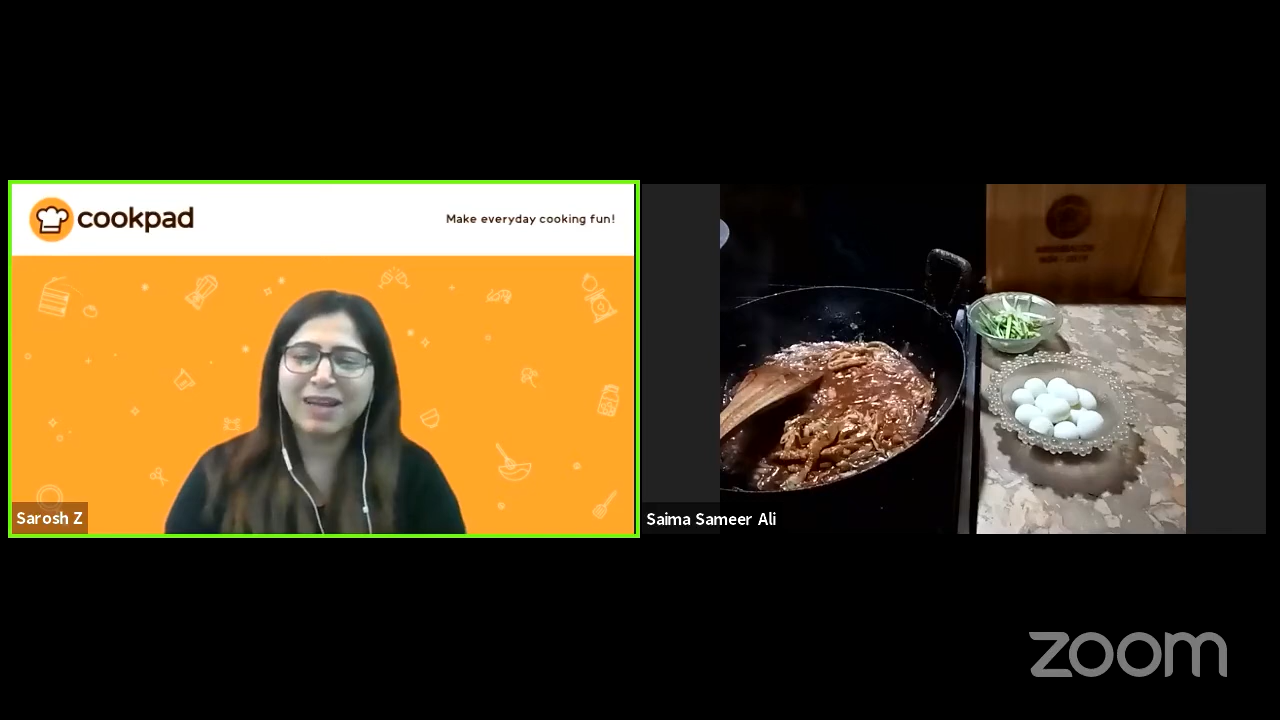 cookpad
Make everyday cooking fun!
Sarosh Z
Saima Sameer Ali
zoom